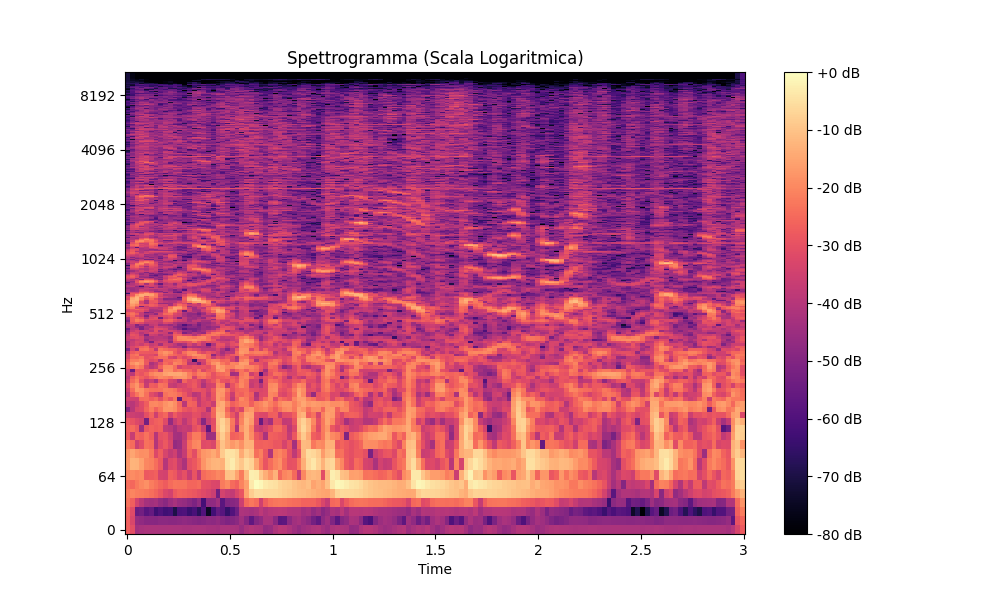 Spettrogramma (Scala Logaritmica)
Hz
8192
4096
2048
1024
512
256
128
64
0
0
0.5
1
1.5
2
2.5
3
Time
+0 dB
-10 dB
-20 dB
-30 dB
-40 dB
-50 dB
-60 dB
-70 dB
-80 dB